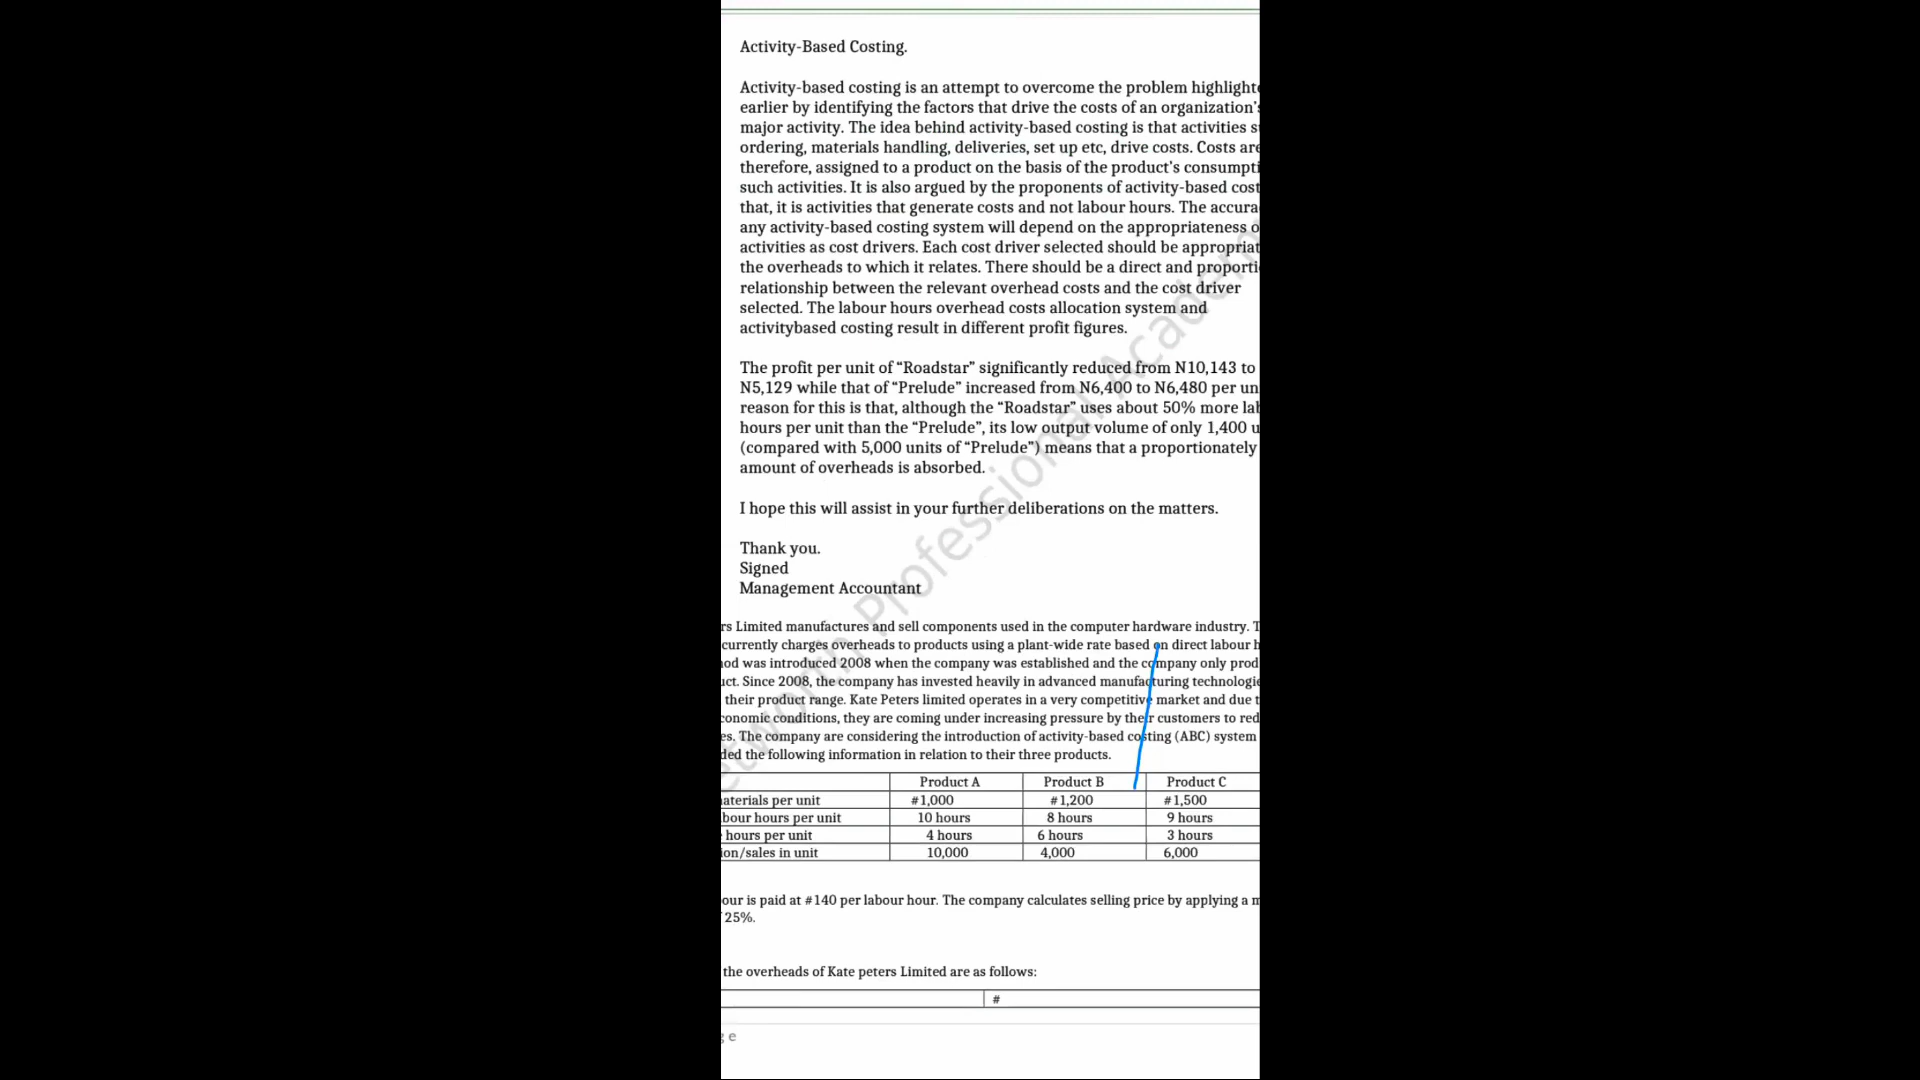 Activity-Based Costing.
Activity-based costing is an attempt to overcome the problem highlighte
earlier by identifying the factors that drive the costs of an organization's
major activity. The idea behind activity-based costing is that activities s
ordering, materials handling, deliveries, set up etc, drive costs. Costs are
therefore, assigned to a product on the basis of the product's consumpti
such activities. It is also argued by the proponents of activity-based cost
that, it is activities that generate costs and not labour hours. The accura
any activity-based costing system will depend on the appropriateness o
activities as cost drivers. Each cost driver selected should be appropriat
the overheads to which it relates. There should be a direct and proporti
relationship between the relevant overhead costs and the cost driver
selected. The labour hours overhead costs allocation system and
activitybased costing result in different profit figures.
The profit per unit of “Roadstar” significantly reduced from N10,143 to
N5,129 while that of “Prelude” increased from N6,400 to N6,480 per un
reason for this is that, although the “Roadstar” uses about 50% more lab
hours per unit than the “Prelude”, its low output volume of only 1,400 u
(compared with 5,000 units of “Prelude”) means that a proportionately
amount of overheads is absorbed.
I hope this will assist in your further deliberations on the matters.
Thank you.
Signed
Management Accountant
rs Limited manufactures and sell components used in the computer hardware industry. T
currently charges overheads to products using a plant-wide rate based on direct labour h
od was introduced 2008 when the company was established and the company only prod
uct. Since 2008, the company has invested heavily in advanced manufacturing technologie
their product range. Kate Peters limited operates in a very competitive market and due t
conomic conditions, they are coming under increasing pressure by their customers to red
es. The company are considering the introduction of activity-based costing (ABC) system
ded the following information in relation to their three products.
Product A Product B Product C
aterials per unit #1,000 #1,200 #1,500
bour hours per unit 10 hours 8 hours 9 hours
hours per unit 4 hours 6 hours 3 hours
ion/sales in unit 10,000 4,000 6,000
our is paid at #140 per labour hour. The company calculates selling price by applying a m
25%.
the overheads of Kate peters Limited are as follows:
#
g e
etworth Professional Academ